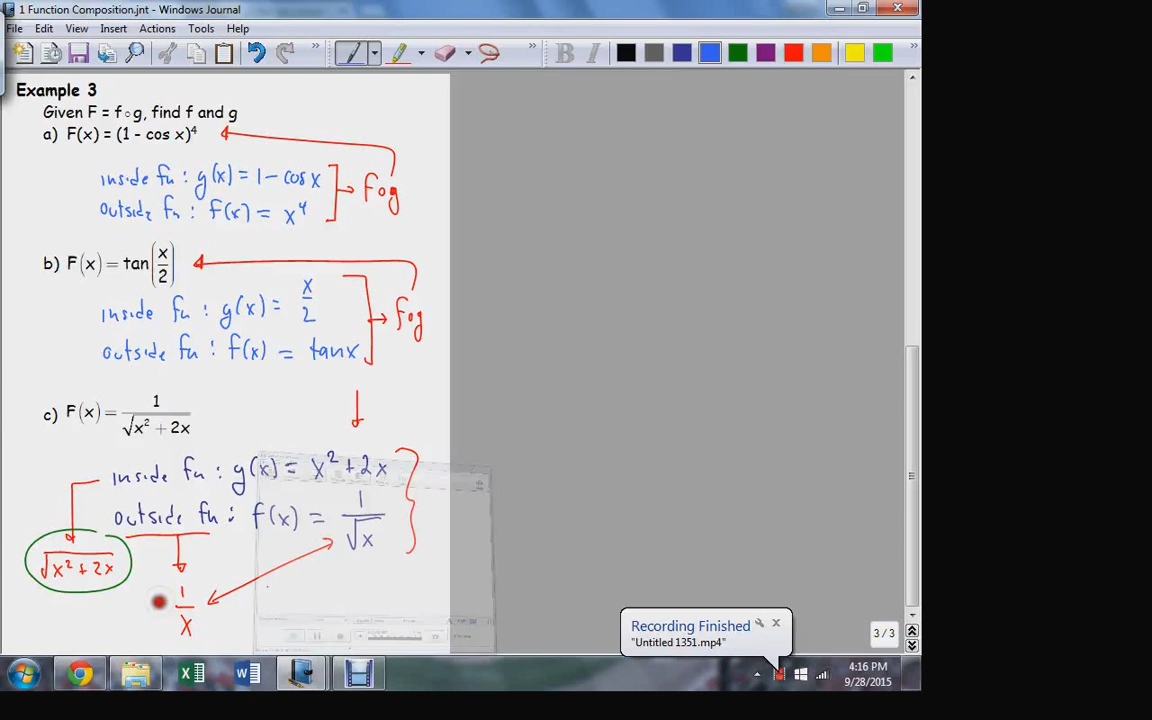 1 Function Composition.jnt - Windows Journal
File Edit View Insert Actions Tools Help
Example 3
Given F = f∘g, find f and g
a) F(x) = (1 - cos x)⁴
inside fn : g(x) = 1 - cos x
outside fn : f(x) = x⁴
fog
b) F(x) = tan(x/2)
inside fn : g(x) = x/2
outside fn : f(x) = tan x
fog
c) F(x) = 1/√(x² + 2x)
inside fn : g(x) = x² + 2x
outside fn : f(x) = 1/√x
√(x² + 2x)
1/x
Recording Finished
"Untitled 1351.mp4"
3/3
4:16 PM
9/28/2015